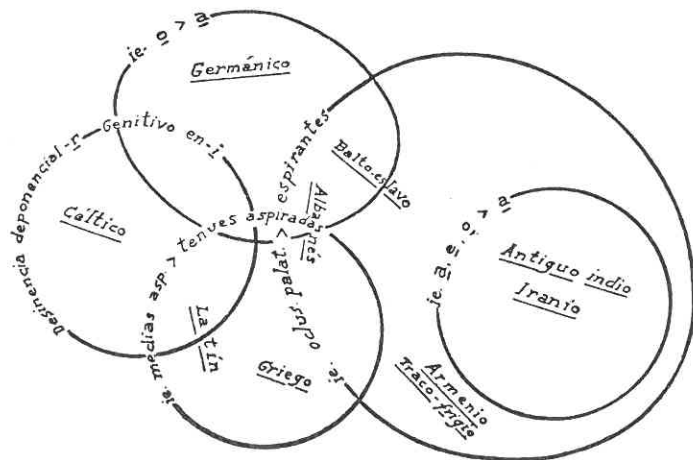 ie. o > a
Germánico
Genitivo en-i
Desinencia deponencial-r
Cáltico
ie. medias asp. > tenues aspiradas
ie. oclus. palat. > espirantes
Balto-eslavo
Albanés
Latín
Griego
ie. a, e, o, > a
Antiguo indio
Iranio
Armenio
Traco-frigio